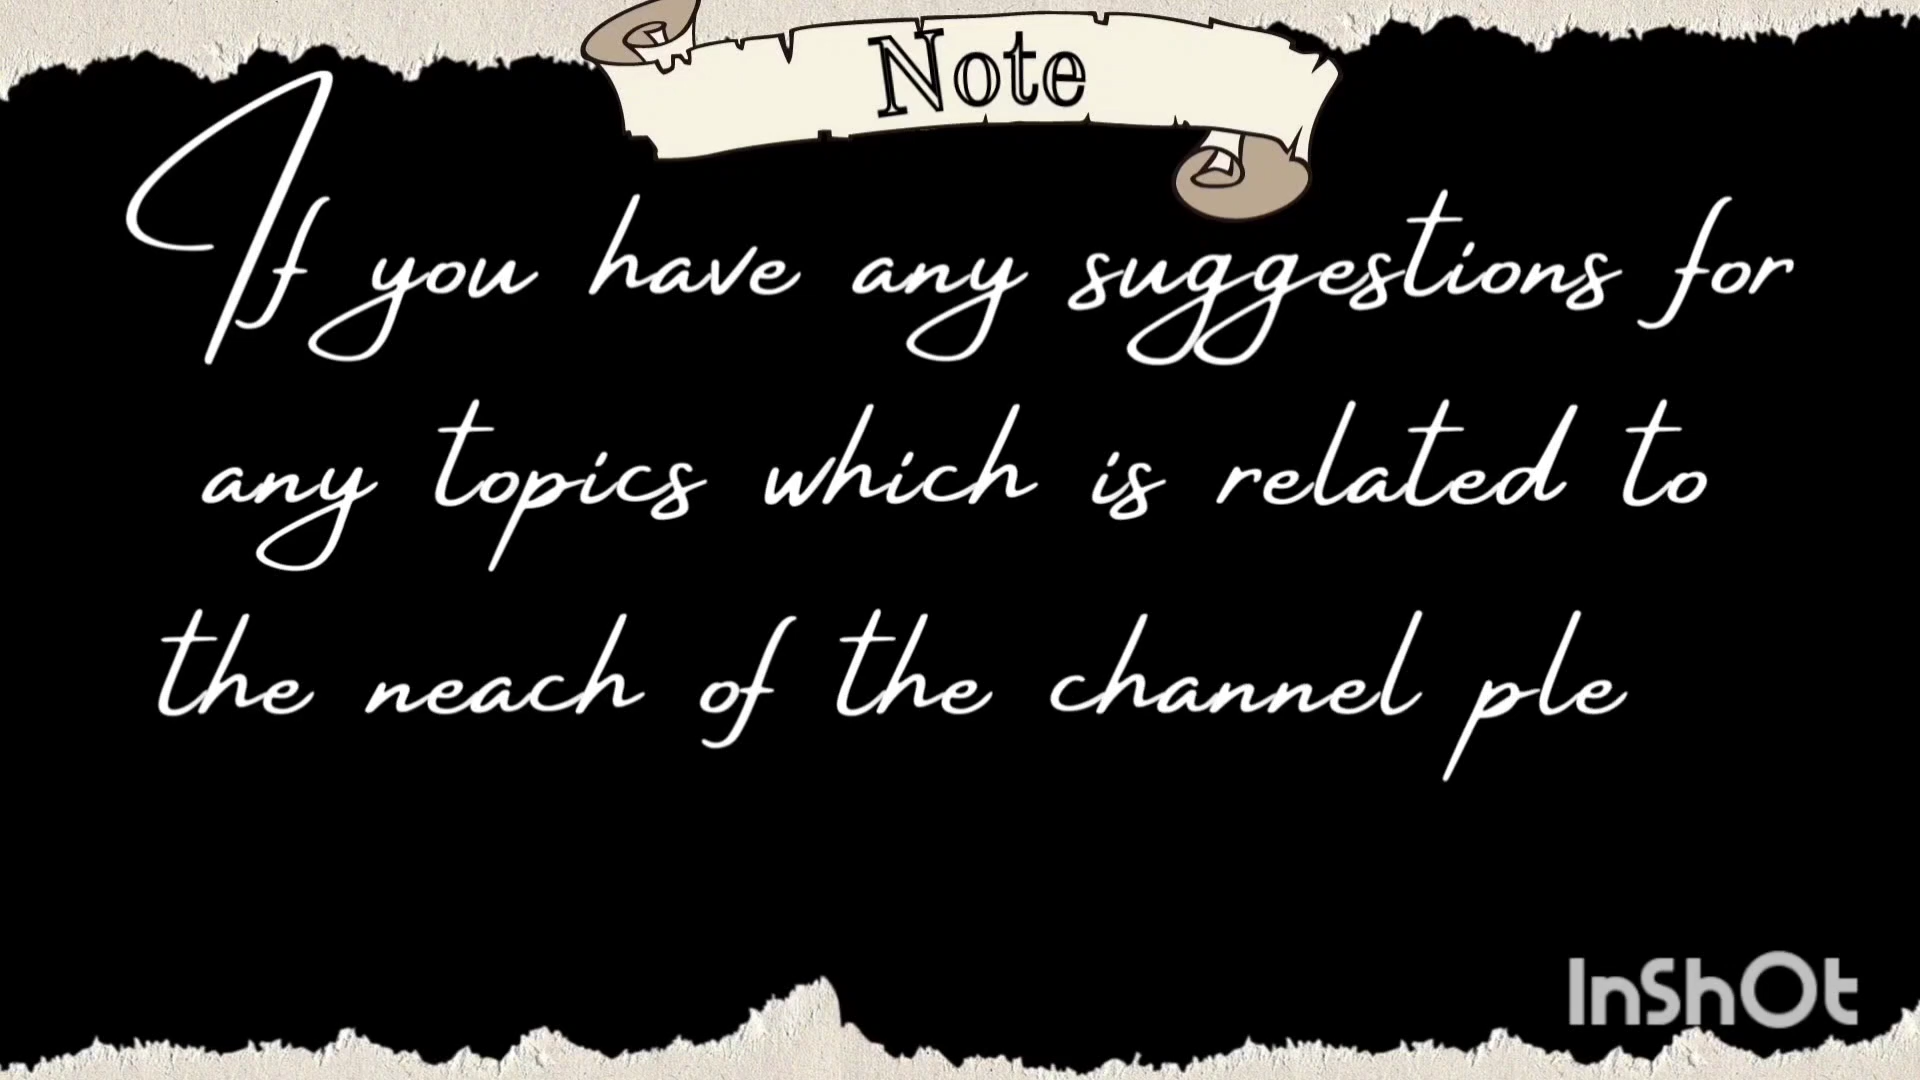 Note
If you have any suggestions for
any topics which is related to
the neach of the channel ple
InShOt